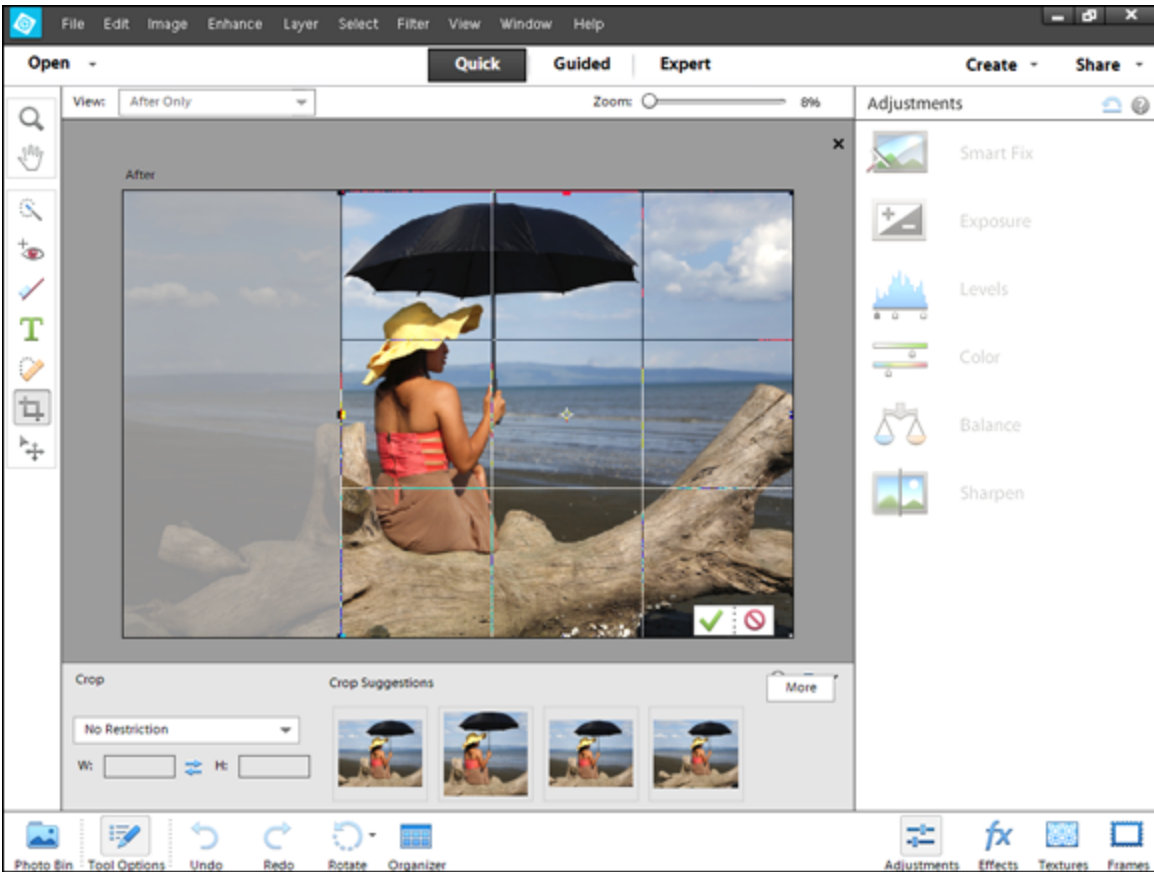 File Edit Image Enhance Layer Select Filter View Window Help
Open Quick Guided Expert Create Share
View: After Only Zoom: 8% Adjustments
After
Smart Fix
Exposure
Levels
T
Color
Balance
Sharpen
Crop Crop Suggestions More
No Restriction
W: H:
Photo Bin Tool Options Undo Redo Rotate Organizer Adjustments fx Effects Textures Frames